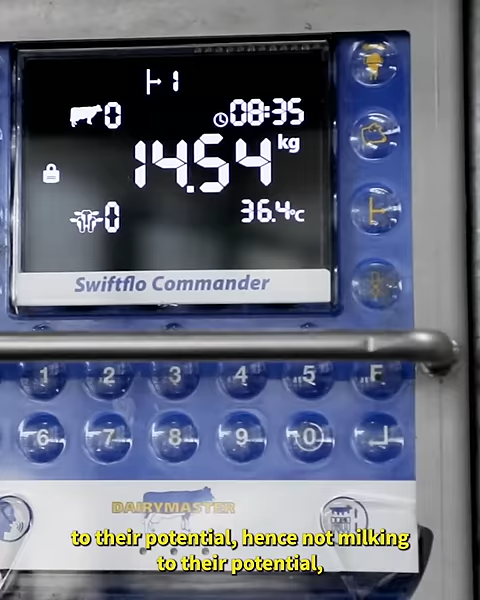 1
0 08:35
14.54 kg
0 36.4°C
Swiftflo Commander
1 2 3 4 5 F
6 7 8 9 0
DAIRYMASTER
to their potential, hence not milking
to their potential,